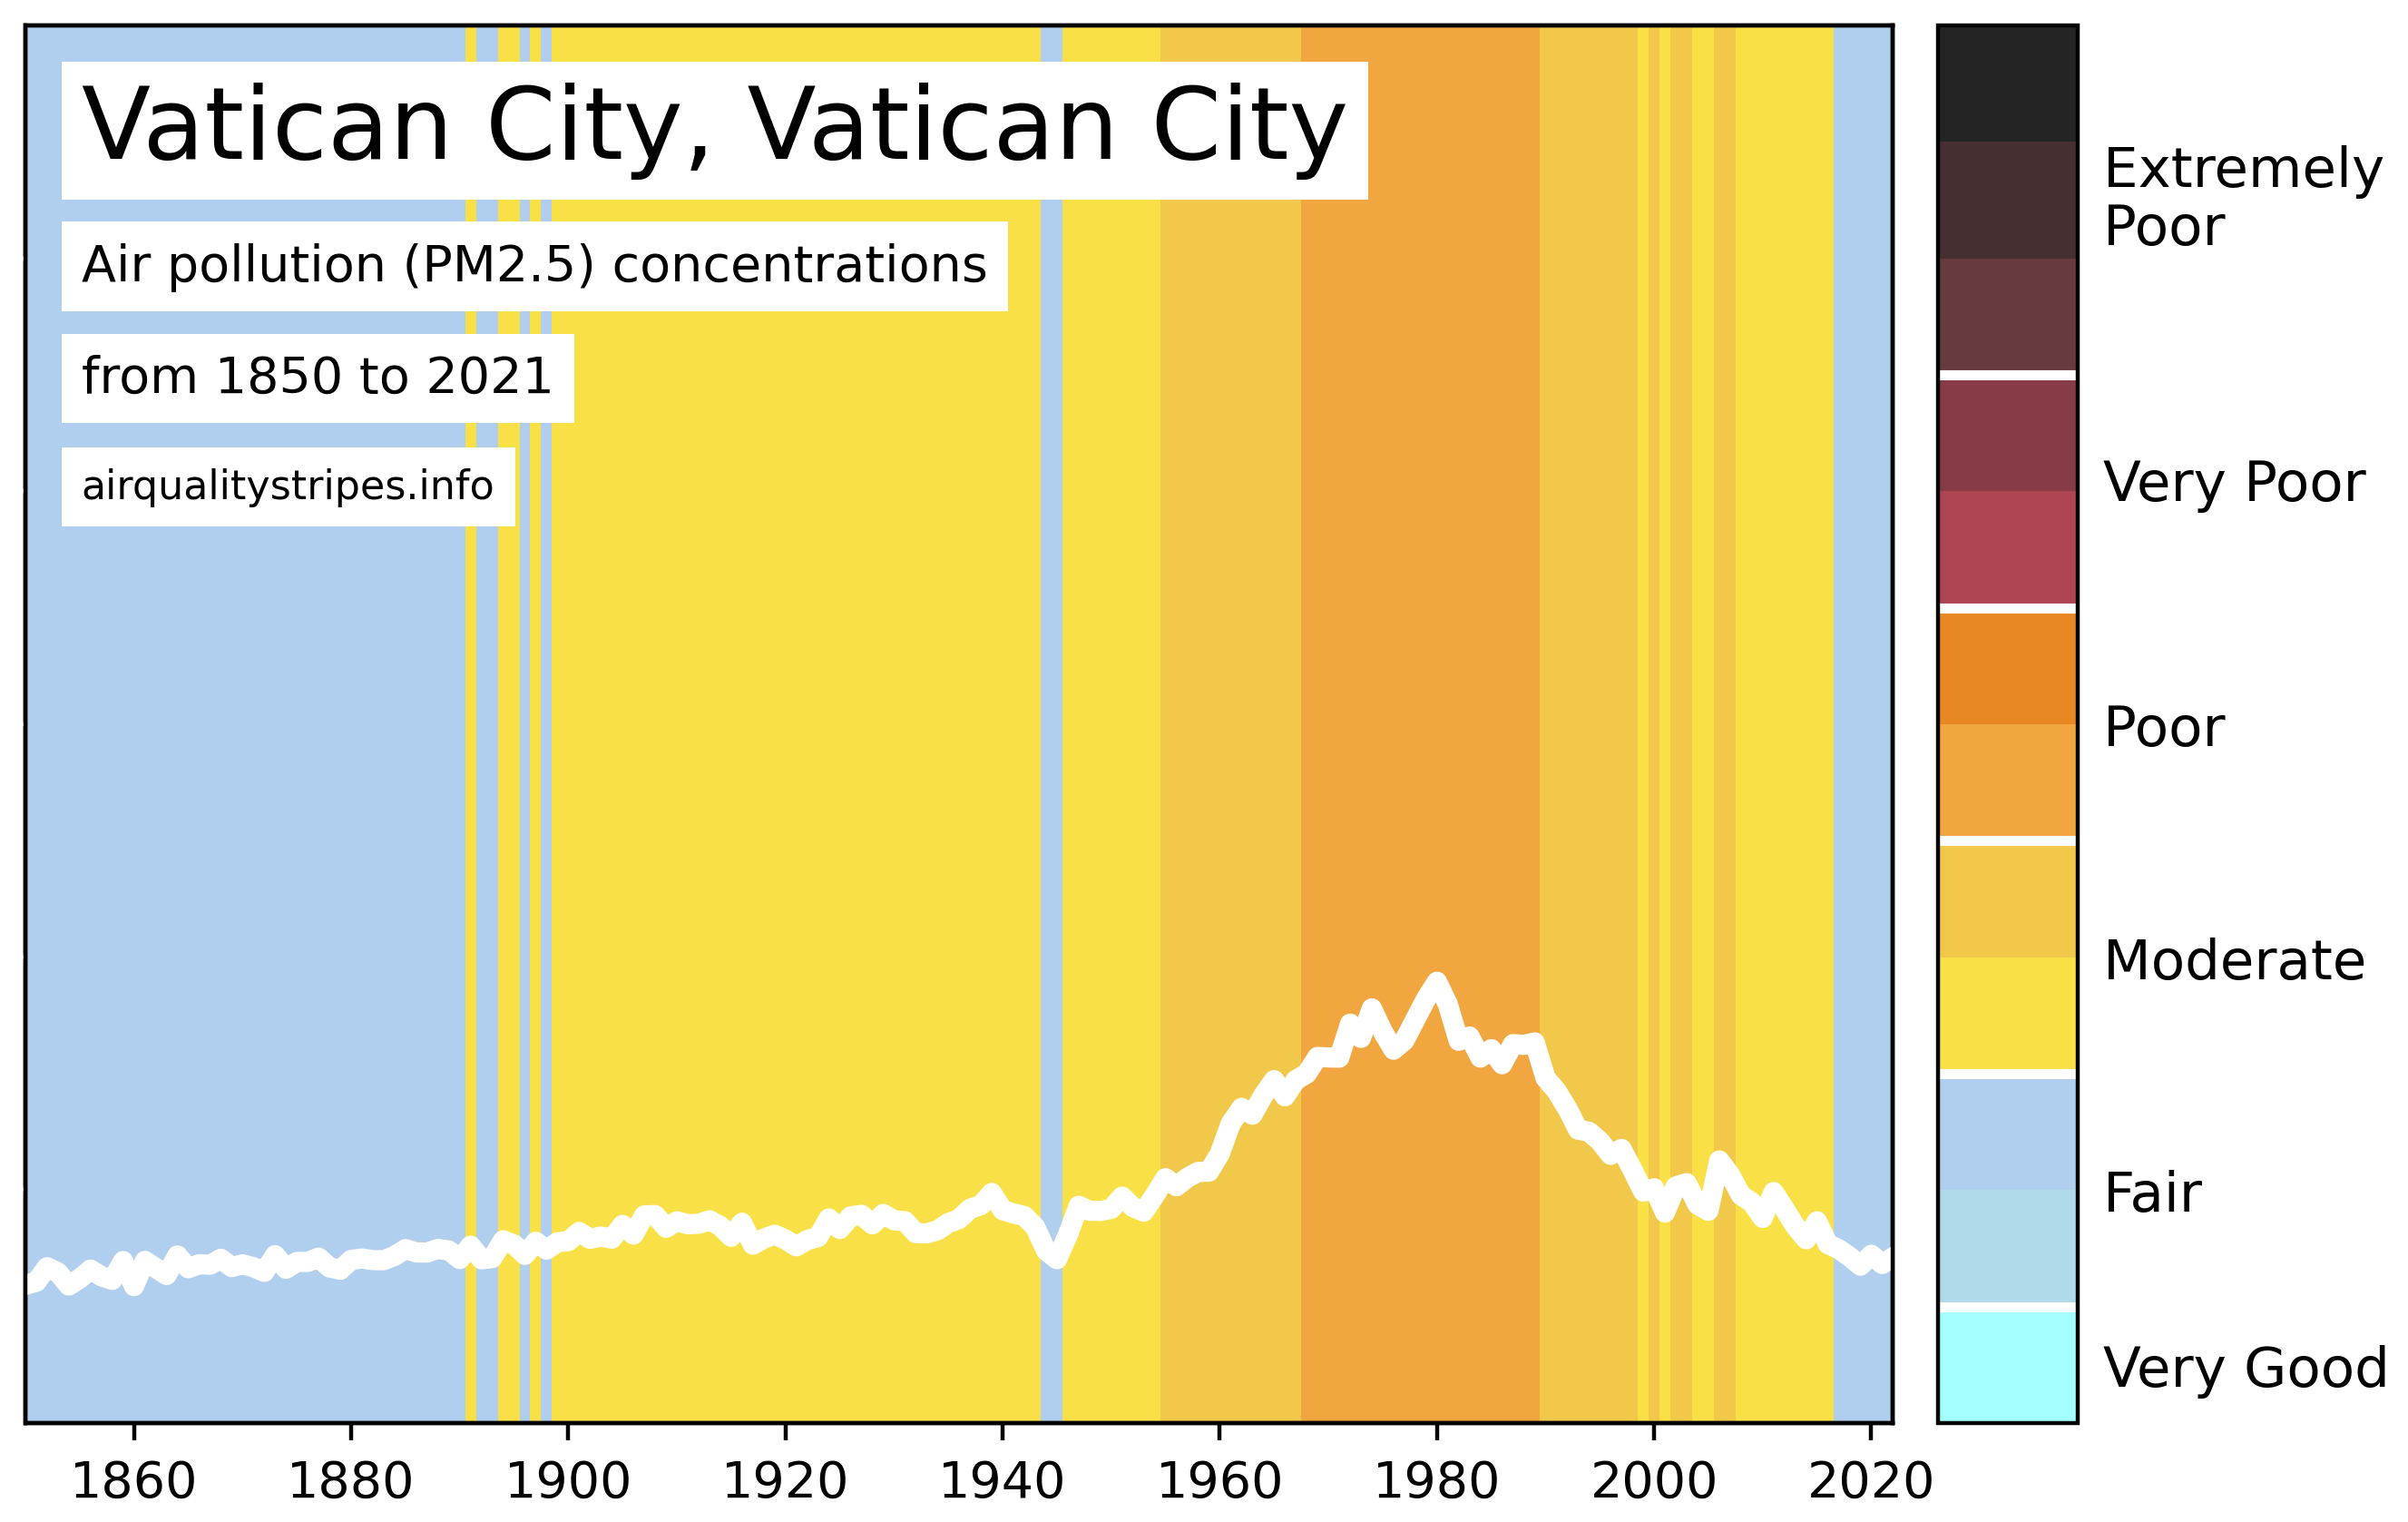 Vatican City, Vatican City
Air pollution (PM2.5) concentrations
from 1850 to 2021
airqualitystripes.info
Extremely
Poor
Very Poor
Poor
Moderate
Fair
Very Good
1860 1880 1900 1920 1940 1960 1980 2000 2020